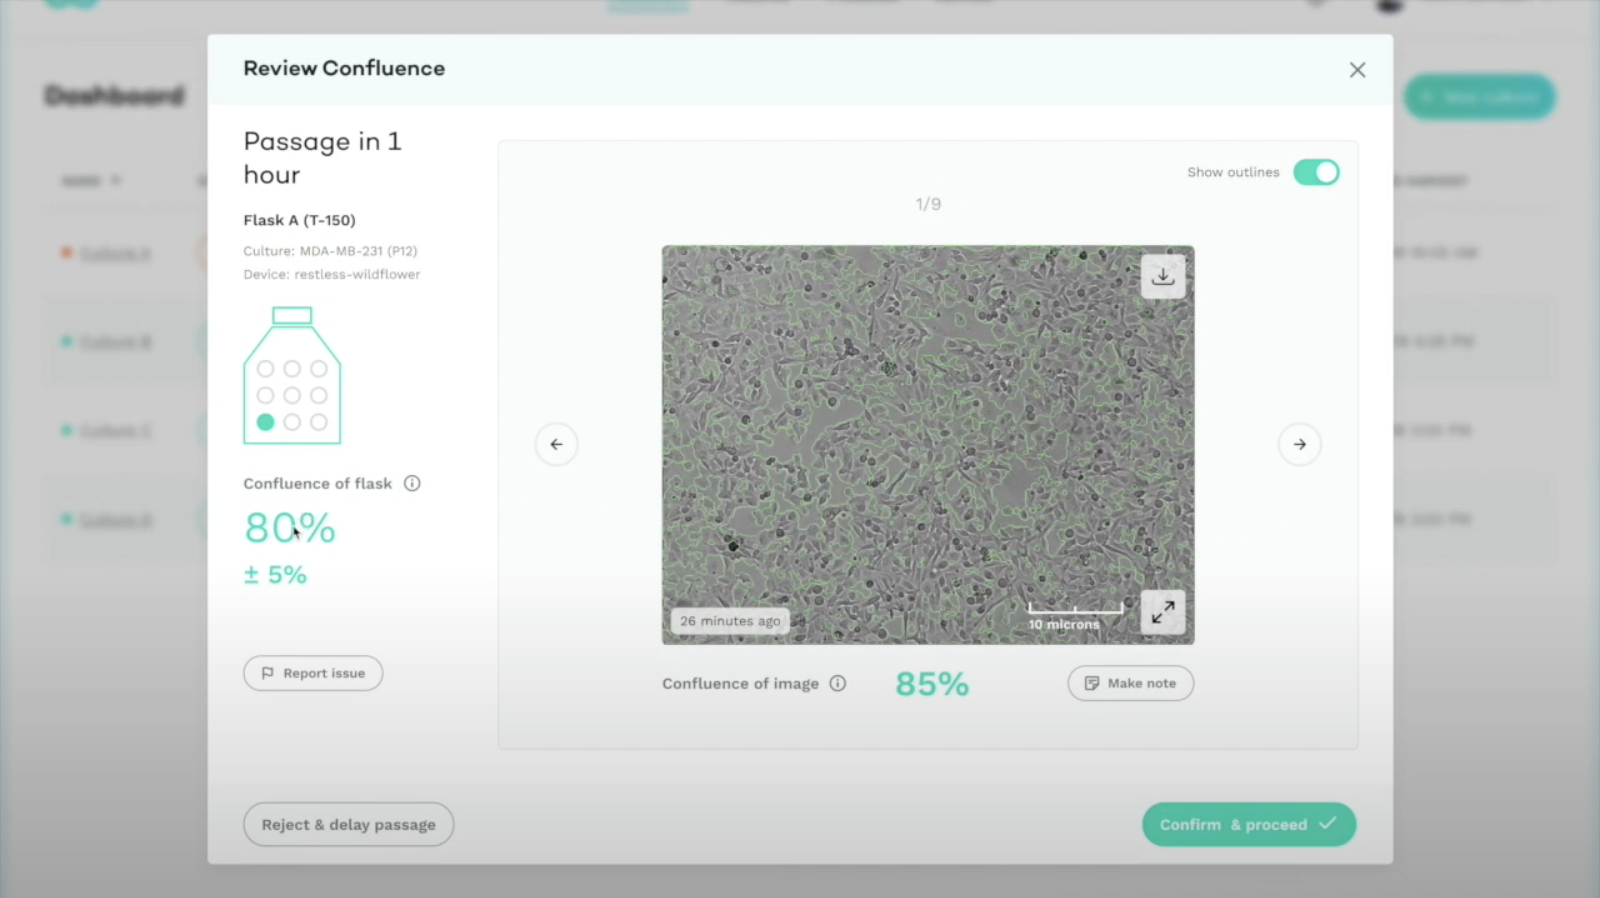 Review Confluence
Dashboard
Passage in 1
hour
Flask A (T-150)
Culture: MDA-MB-231 (P12)
Device: restless-wildflower
Confluence of flask
80%
± 5%
Report issue
Show outlines
1/9
26 minutes ago
10 microns
Confluence of image
85%
Make note
Reject & delay passage
Confirm & proceed